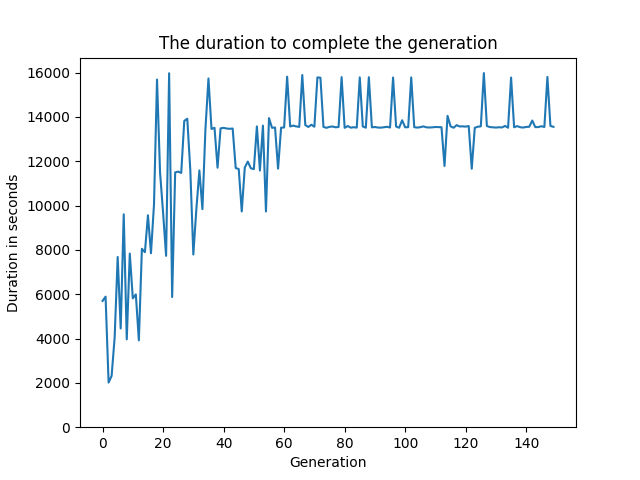 The duration to complete the generation
16000
14000
12000
10000
8000
6000
4000
2000
0
Duration in seconds
0 20 40 60 80 100 120 140
Generation